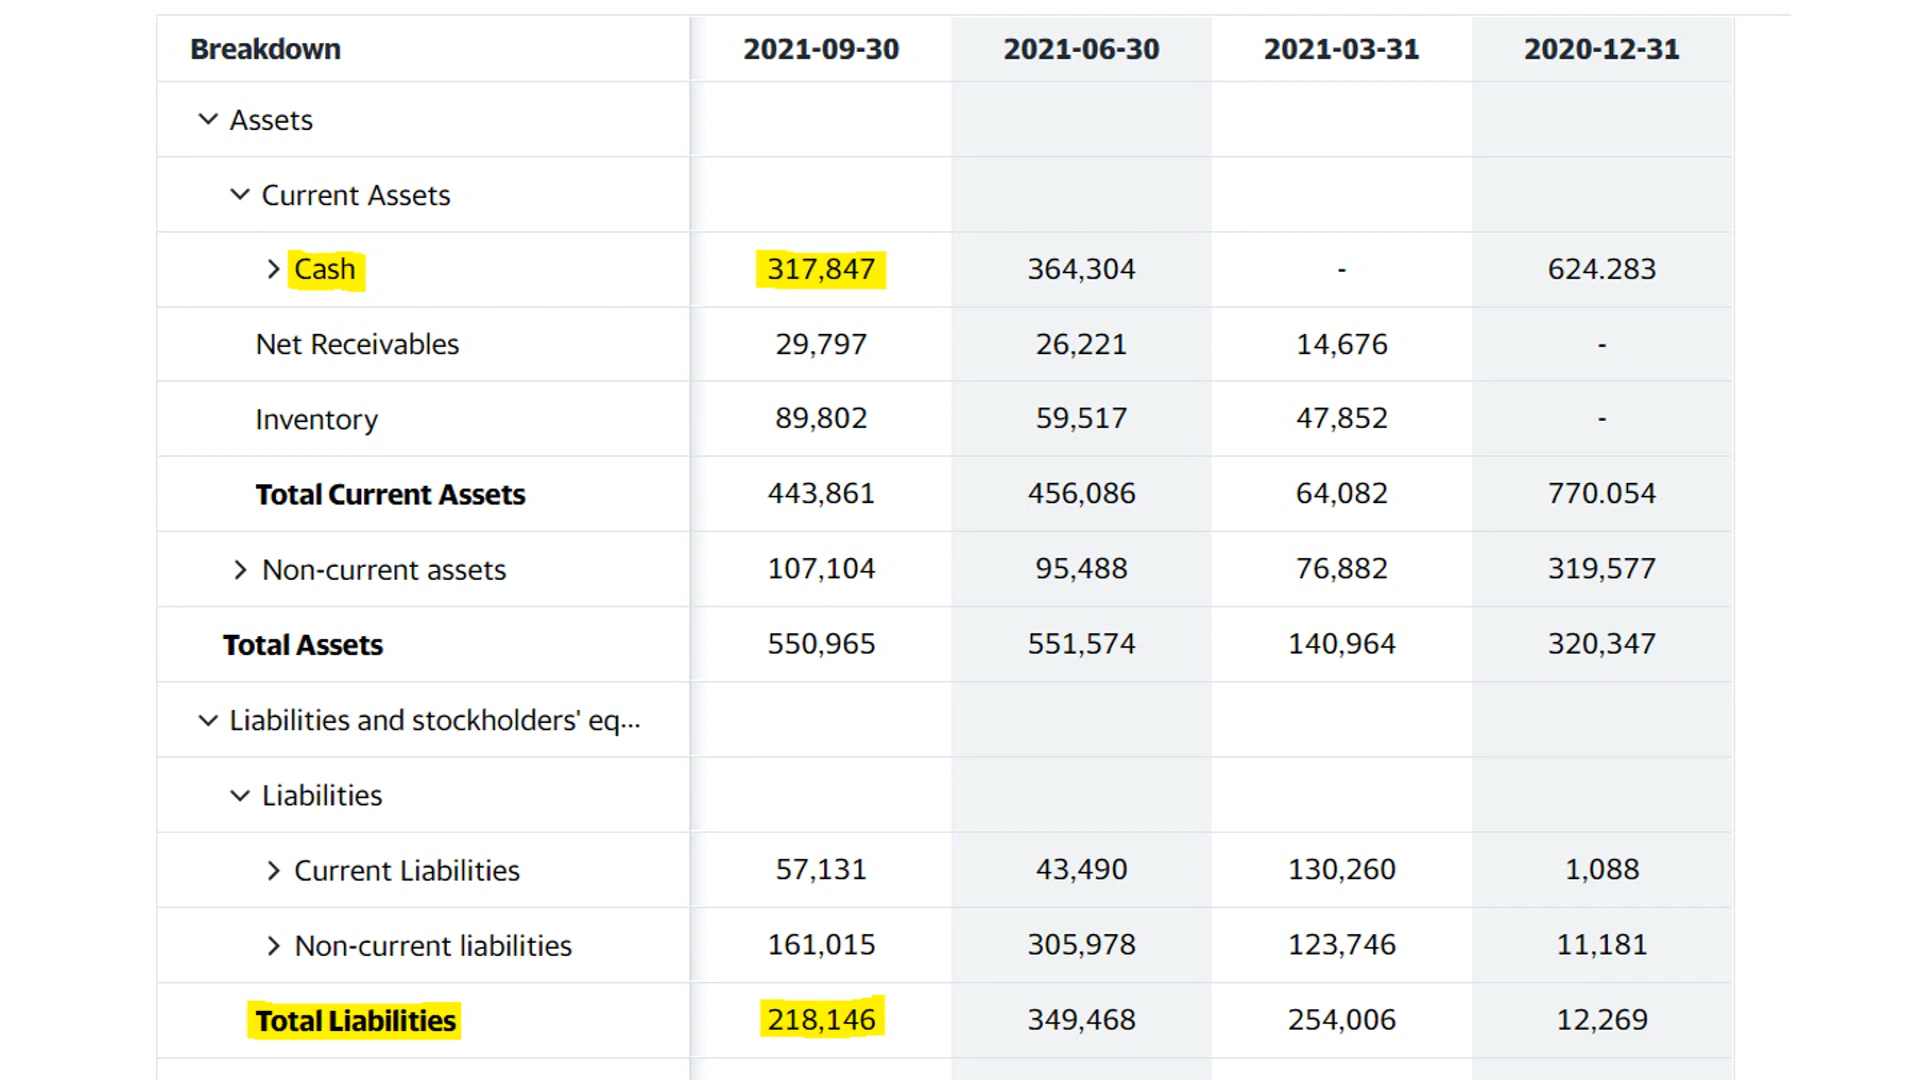 Breakdown 2021-09-30 2021-06-30 2021-03-31 2020-12-31
Assets
Current Assets
Cash 317,847 364,304 - 624.283
Net Receivables 29,797 26,221 14,676 -
Inventory 89,802 59,517 47,852 -
Total Current Assets 443,861 456,086 64,082 770.054
Non-current assets 107,104 95,488 76,882 319,577
Total Assets 550,965 551,574 140,964 320,347
Liabilities and stockholders' eq...
Liabilities
Current Liabilities 57,131 43,490 130,260 1,088
Non-current liabilities 161,015 305,978 123,746 11,181
Total Liabilities 218,146 349,468 254,006 12,269